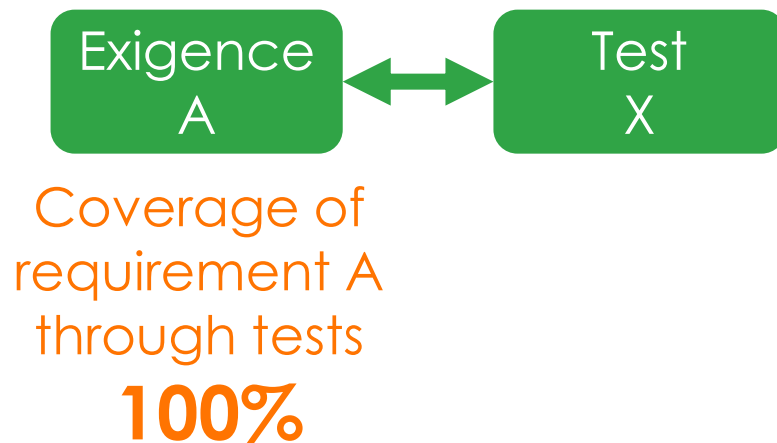 Exigence
A
Test
X
Coverage of
requirement A
through tests
100%